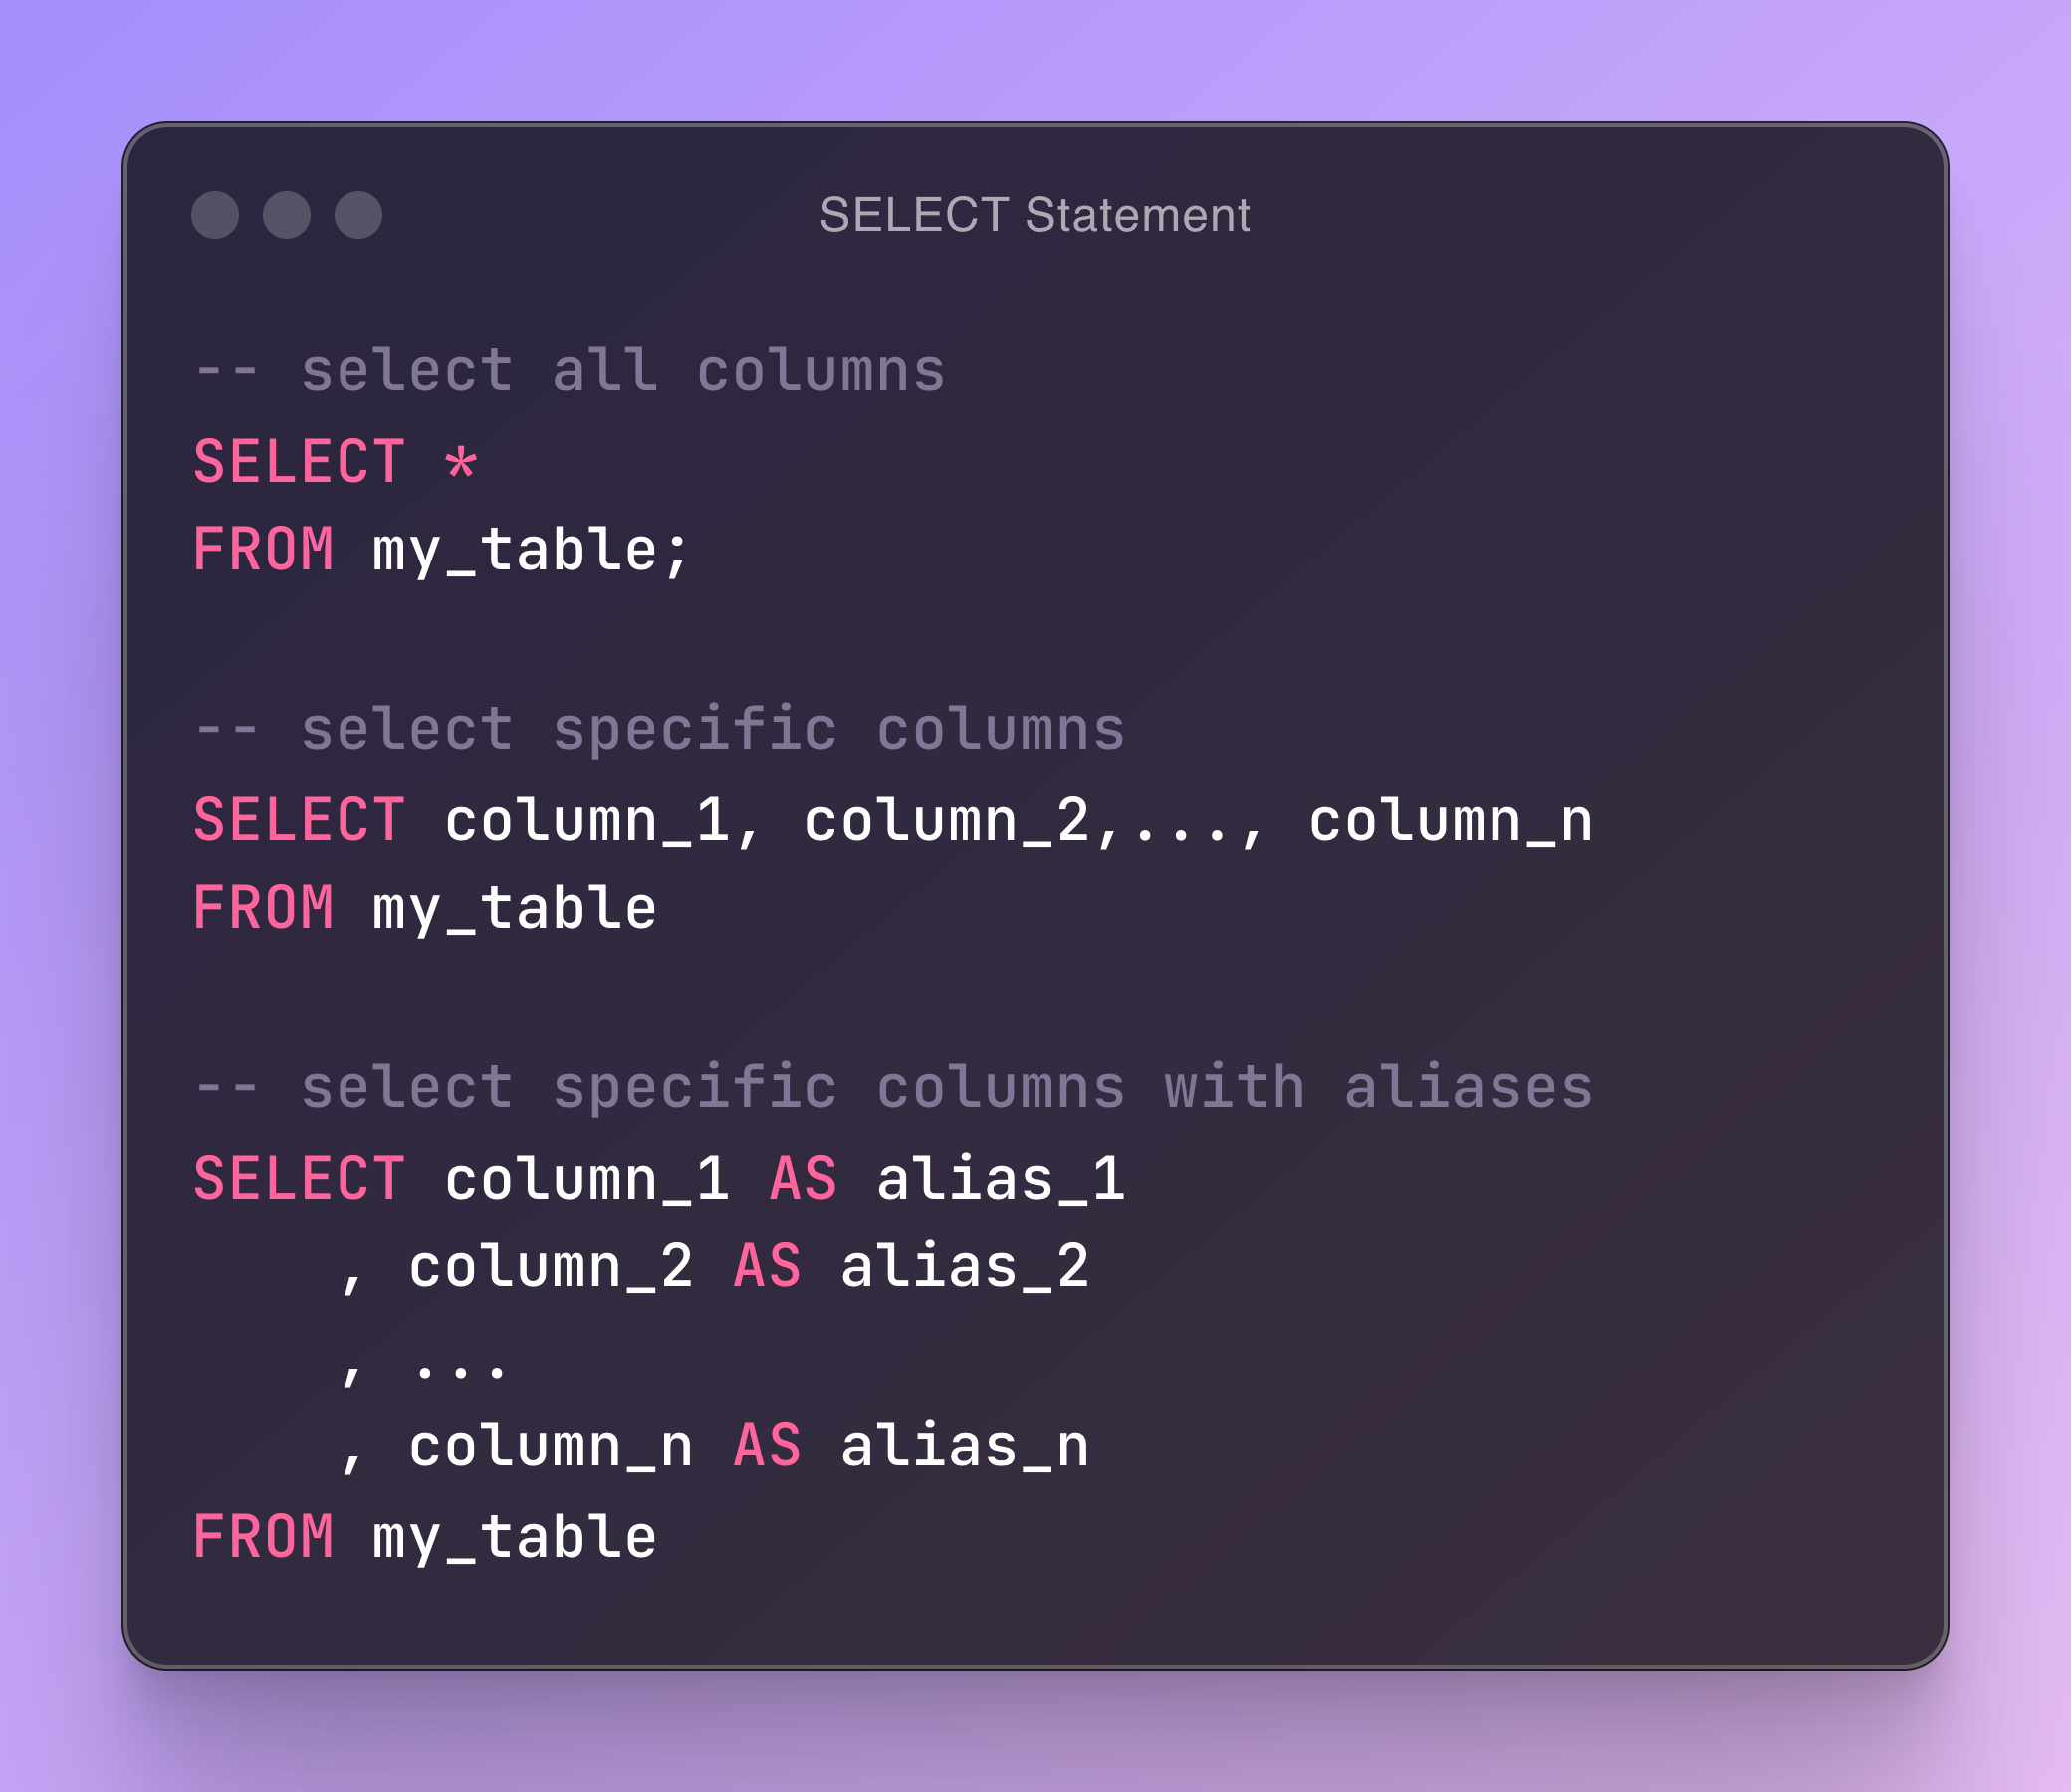 SELECT Statement
-- select all columns
SELECT *
FROM my_table;
-- select specific columns
SELECT column_1, column_2,..., column_n
FROM my_table
-- select specific columns with aliases
SELECT column_1 AS alias_1
    , column_2 AS alias_2
    , ...
    , column_n AS alias_n
FROM my_table